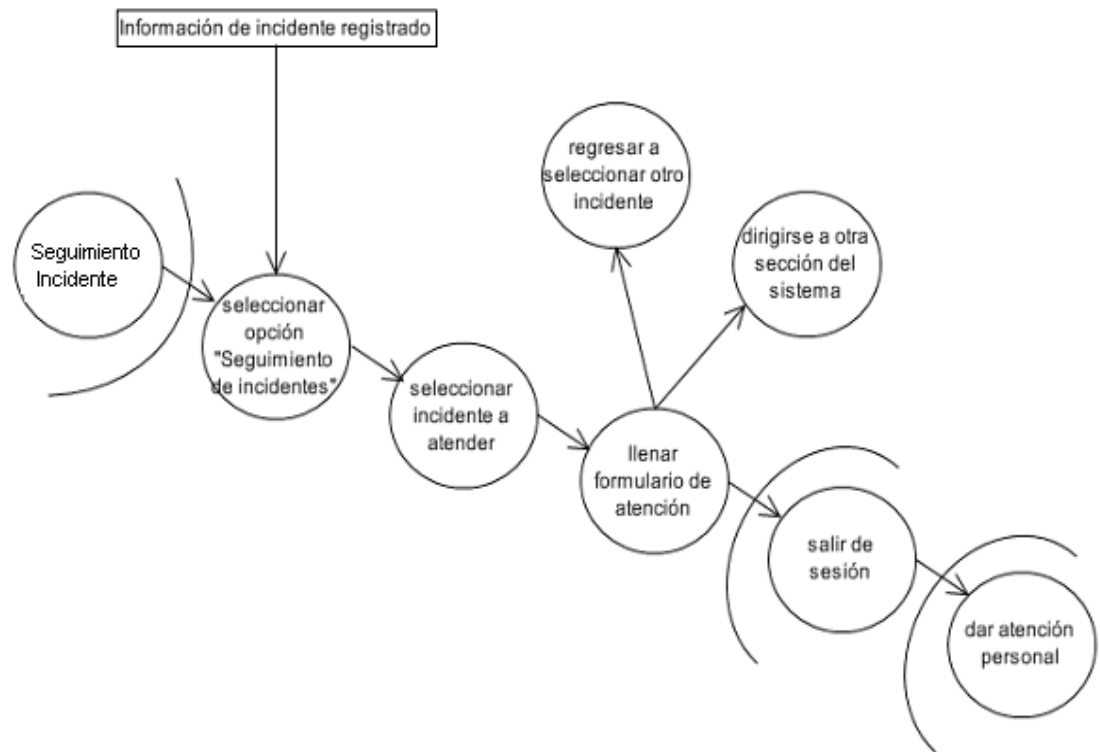 Información de incidente registrado
regresar a
seleccionar otro
incidente
dirigirse a otra
sección del
sistema
Seguimiento
Incidente
seleccionar
opción
"Seguimiento
de incidentes"
seleccionar
incidente a
atender
llenar
formulario de
atención
salir de
sesión
dar atención
personal